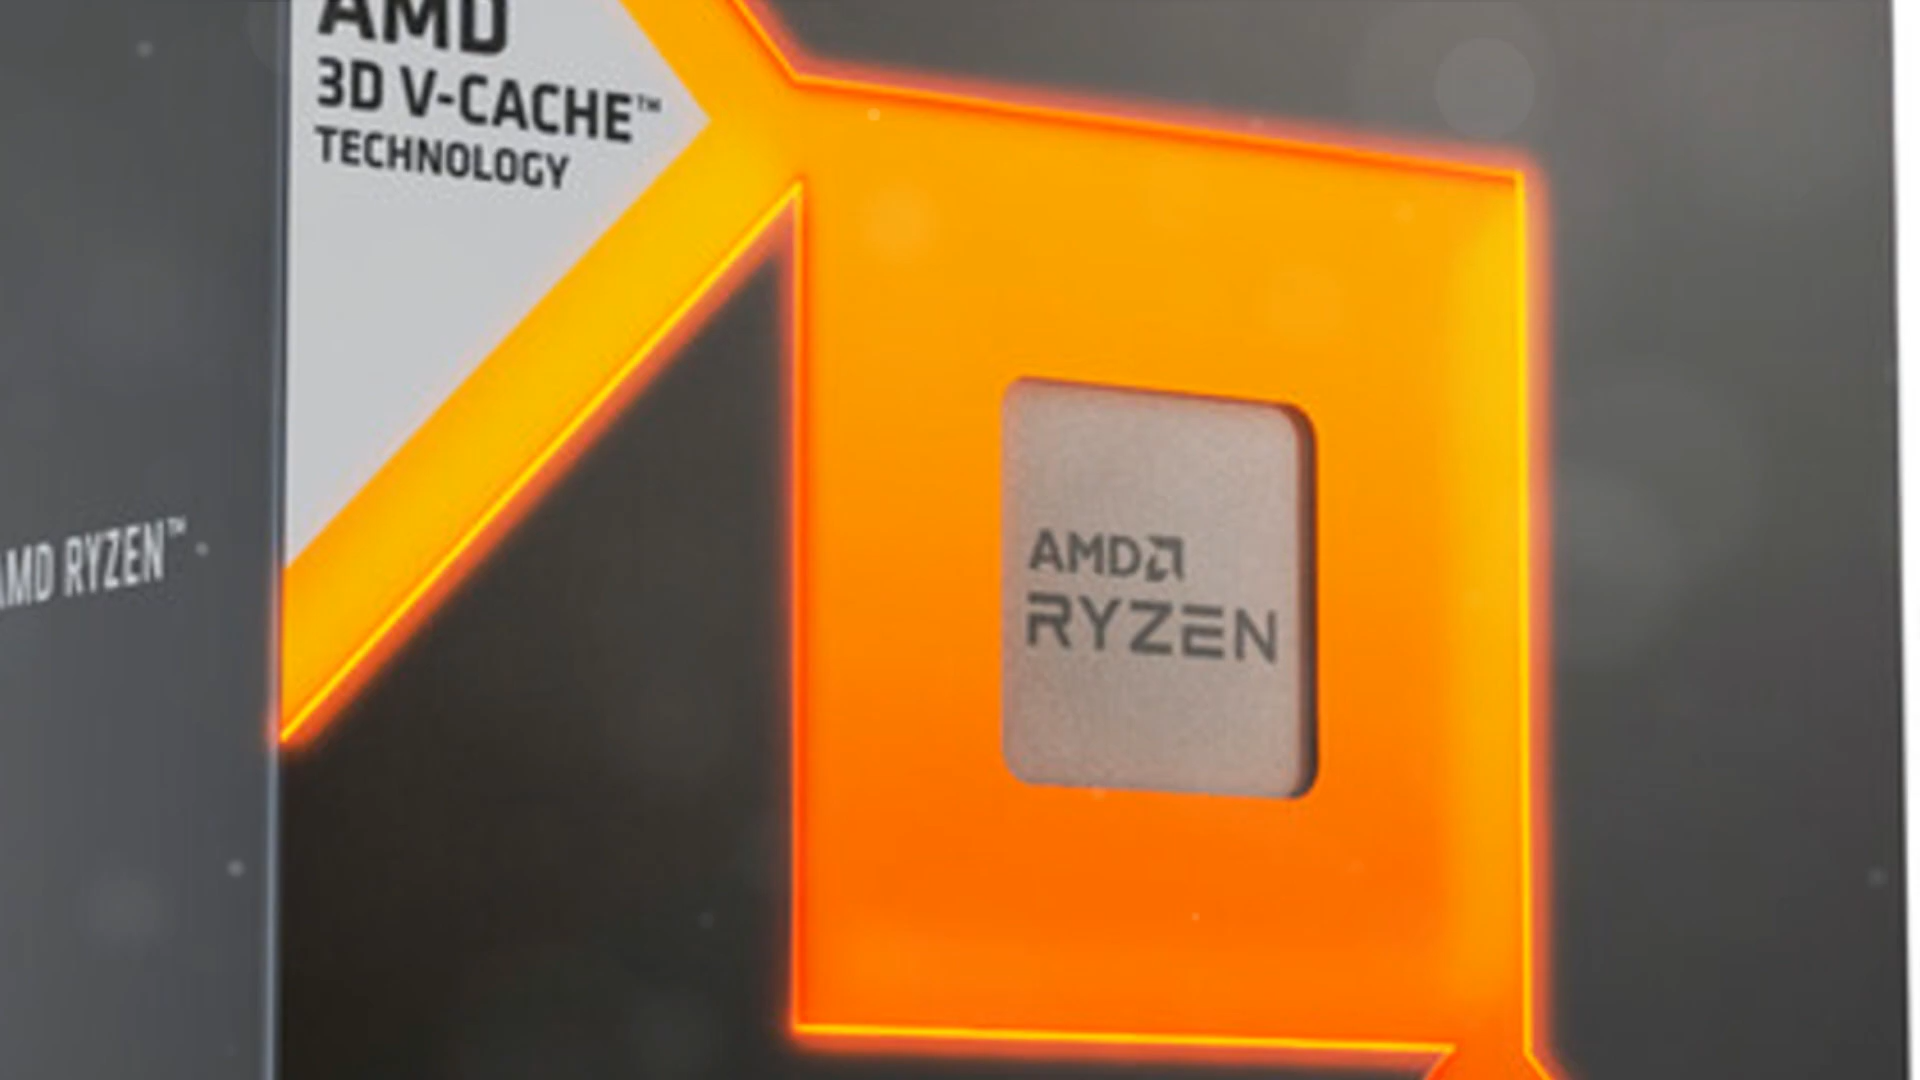 AMD
3D V-CACHE™
TECHNOLOGY
AMD RYZEN™
AMD
RYZEN